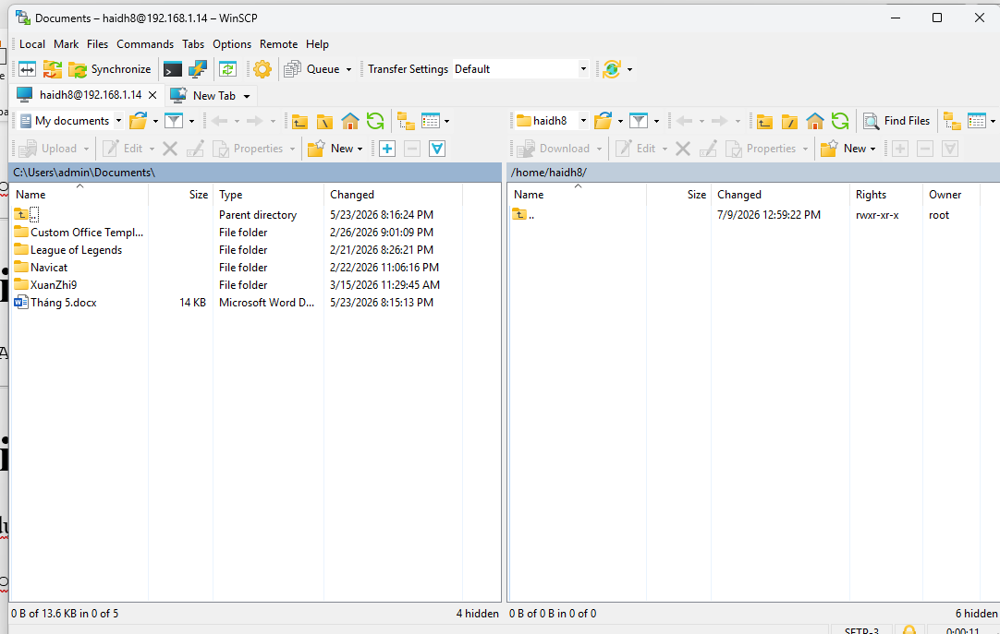 Documents – haidh8@192.168.1.14 – WinSCP
Local Mark Files Commands Tabs Options Remote Help
Synchronize Queue Transfer Settings Default
haidh8@192.168.1.14 New Tab
My documents haidh8 Find Files
Upload Edit Properties New Download Edit Properties New
C:\Users\admin\Documents\ /home/haidh8/
Name Size Type Changed Name Size Changed Rights Owner
.. Parent directory 5/23/2026 8:16:24 PM .. 7/9/2026 12:59:22 PM rwxr-xr-x root
Custom Office Templ... File folder 2/26/2026 9:01:09 PM
League of Legends File folder 2/21/2026 8:26:21 PM
Navicat File folder 2/22/2026 11:06:16 PM
XuanZhi9 File folder 3/15/2026 11:29:45 AM
Tháng 5.docx 14 KB Microsoft Word D... 5/23/2026 8:15:13 PM
0 B of 13.6 KB in 0 of 5 4 hidden 0 B of 0 B in 0 of 0 6 hidden
SFTP-3 0:00:11